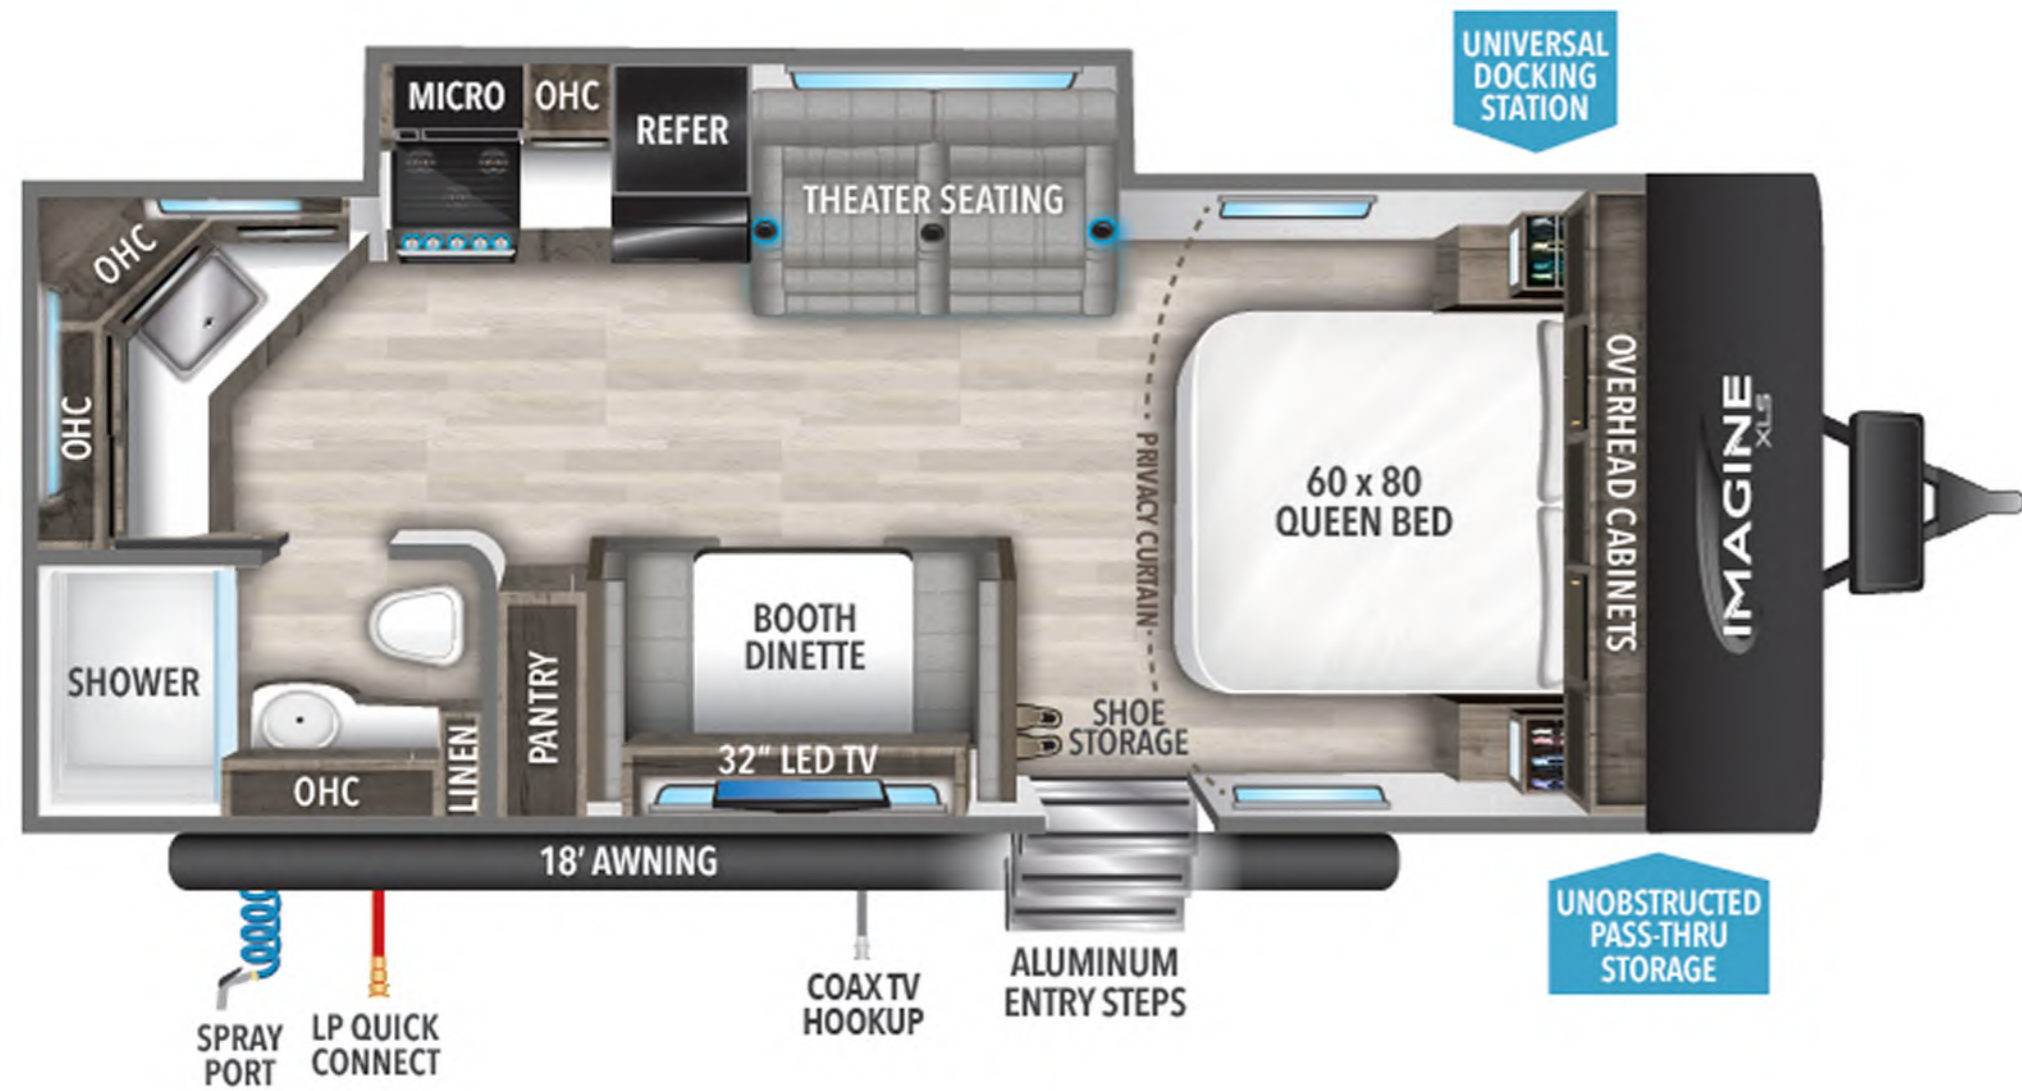 UNIVERSAL
DOCKING
STATION
MICRO
OHC
REFER
THEATER SEATING
OHC
OHC
PRIVACY CURTAIN
60 x 80
QUEEN BED
OVERHEAD CABINETS
IMAGINE
XLS
SHOWER
OHC
LINEN
PANTRY
BOOTH
DINETTE
32" LED TV
SHOE
STORAGE
18' AWNING
SPRAY
PORT
LP QUICK
CONNECT
COAX TV
HOOKUP
ALUMINUM
ENTRY STEPS
UNOBSTRUCTED
PASS-THRU
STORAGE